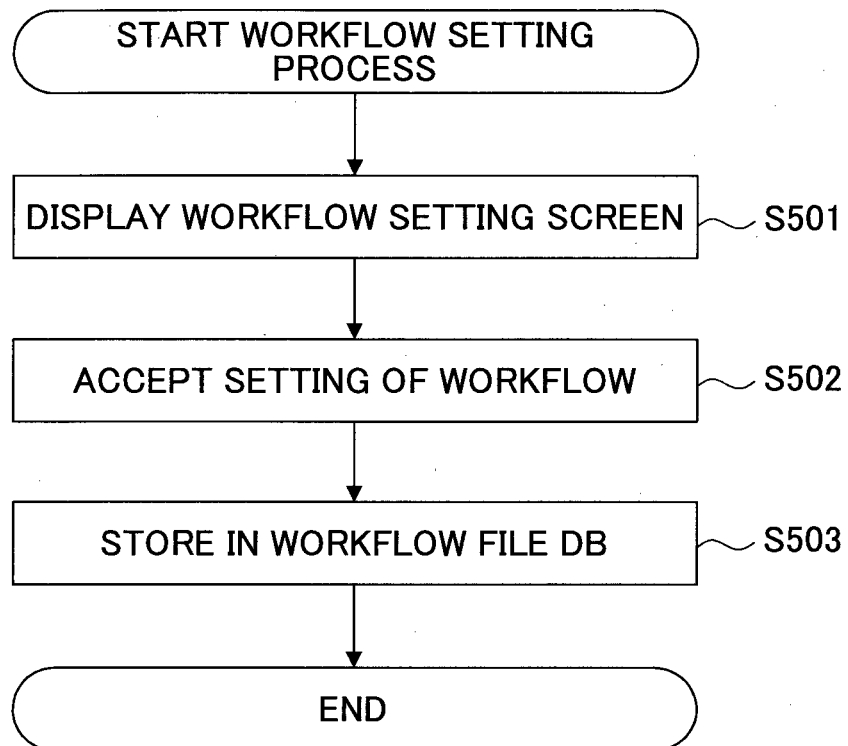 START WORKFLOW SETTING
PROCESS
DISPLAY WORKFLOW SETTING SCREEN
S501
ACCEPT SETTING OF WORKFLOW
S502
STORE IN WORKFLOW FILE DB
S503
END